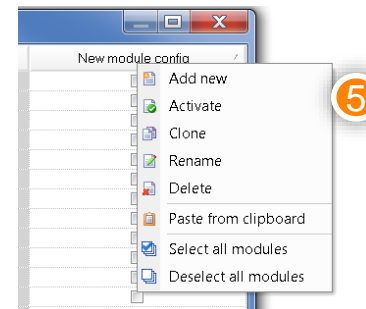 New module config
Add new
5
Activate
Clone
Rename
Delete
Paste from clipboard
Select all modules
Deselect all modules